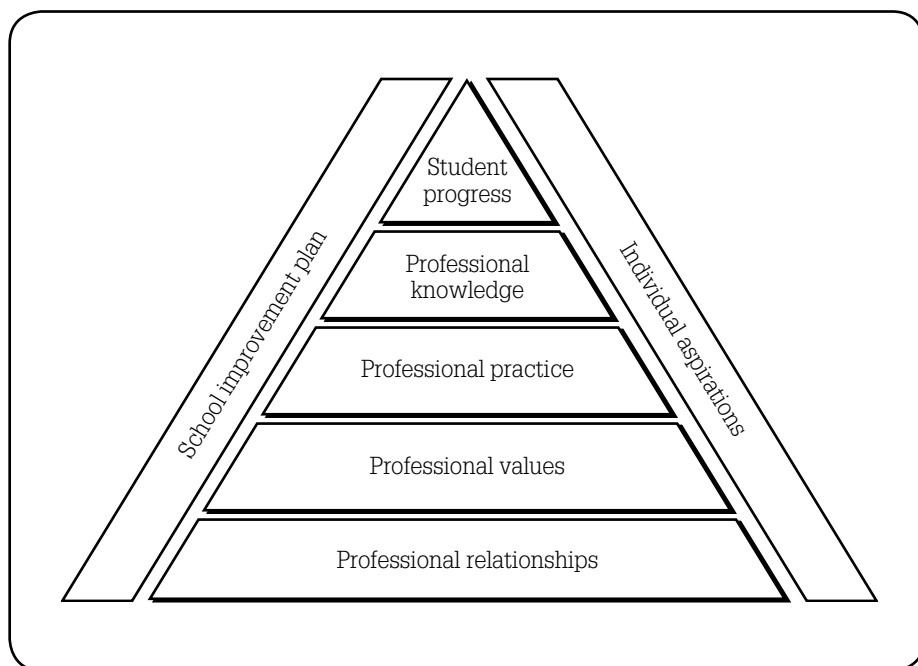 Student
progress
Professional
knowledge
Professional practice
Professional values
Professional relationships
School improvement plan
Individual aspirations